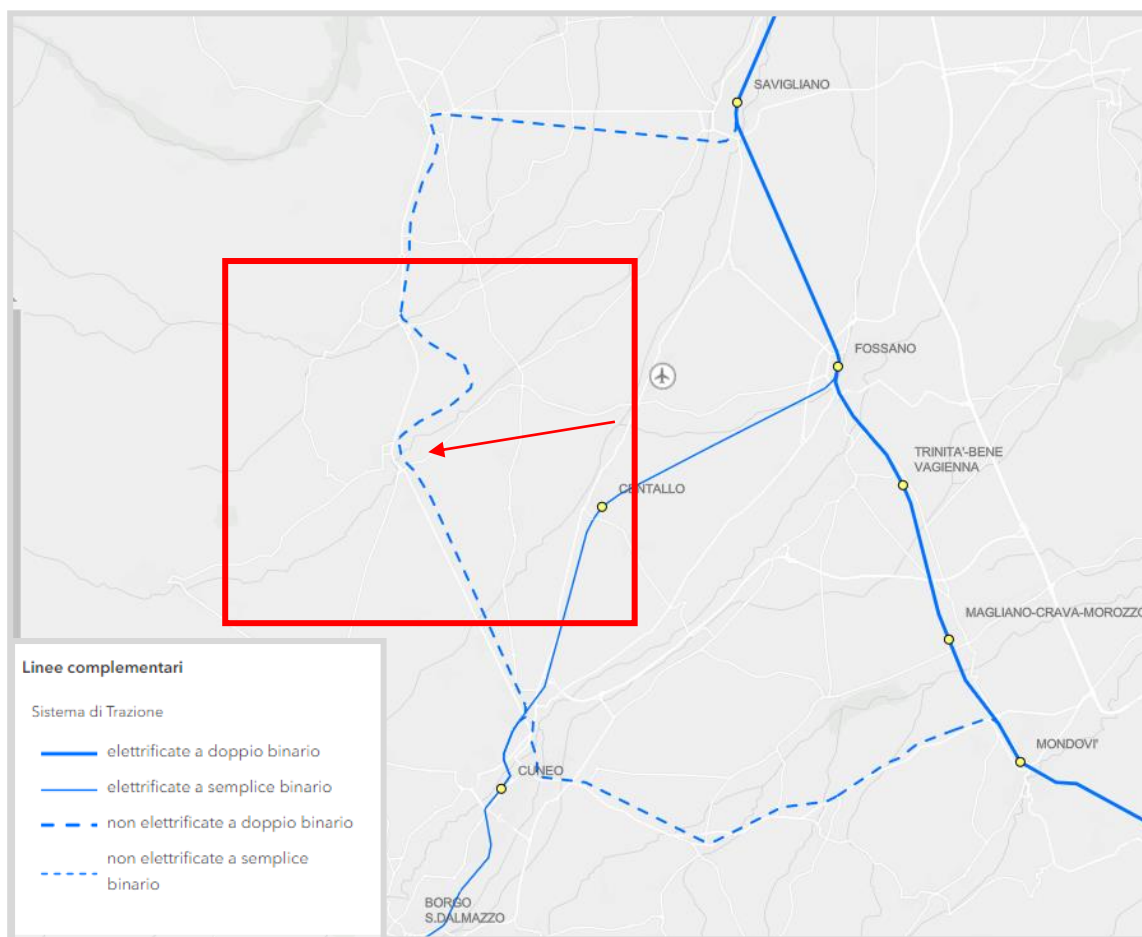 SAVIGLIANO
FOSSANO
TRINITA'-BENE
VAGIENNA
CENTALLO
MAGLIANO-CRAVA-MOROZZO
MONDOVI'
CUNEO
BORGO
S.DALMAZZO
Linee complementari
Sistema di Trazione
elettrificate a doppio binario
elettrificate a semplice binario
non elettrificate a doppio binario
non elettrificate a semplice
binario